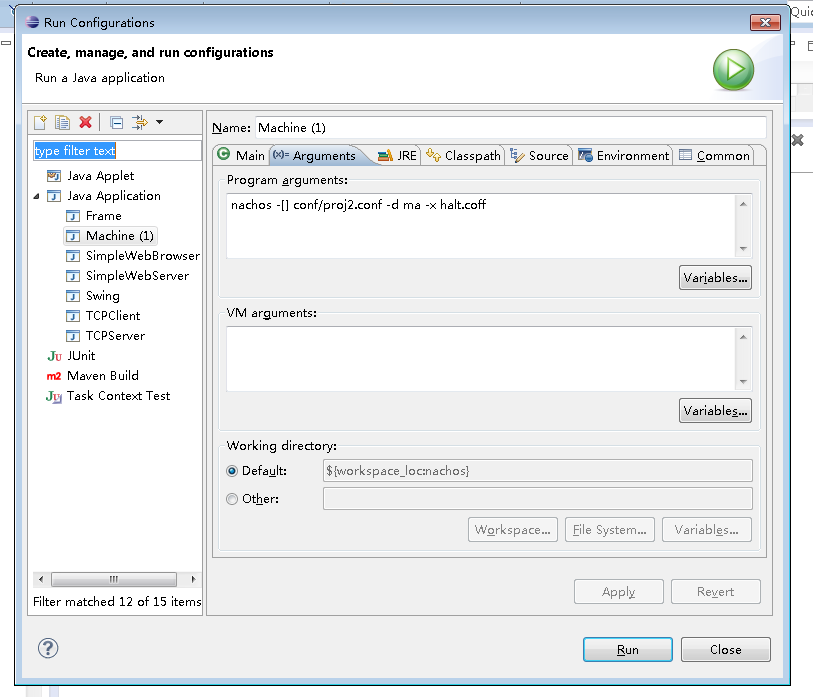 Run Configurations
Quic
Create, manage, and run configurations
Run a Java application
type filter text
Java Applet
Java Application
Frame
Machine (1)
SimpleWebBrowser
SimpleWebServer
Swing
TCPClient
TCPServer
JUnit
Maven Build
Task Context Test
Filter matched 12 of 15 items
Name: Machine (1)
Main (x)= Arguments JRE Classpath Source Environment Common
Program arguments:
nachos -[] conf/proj2.conf -d ma -x halt.coff
Variables...
VM arguments:
Variables...
Working directory:
Default: ${workspace_loc:nachos}
Other:
Workspace... File System... Variables...
Apply Revert
Run Close